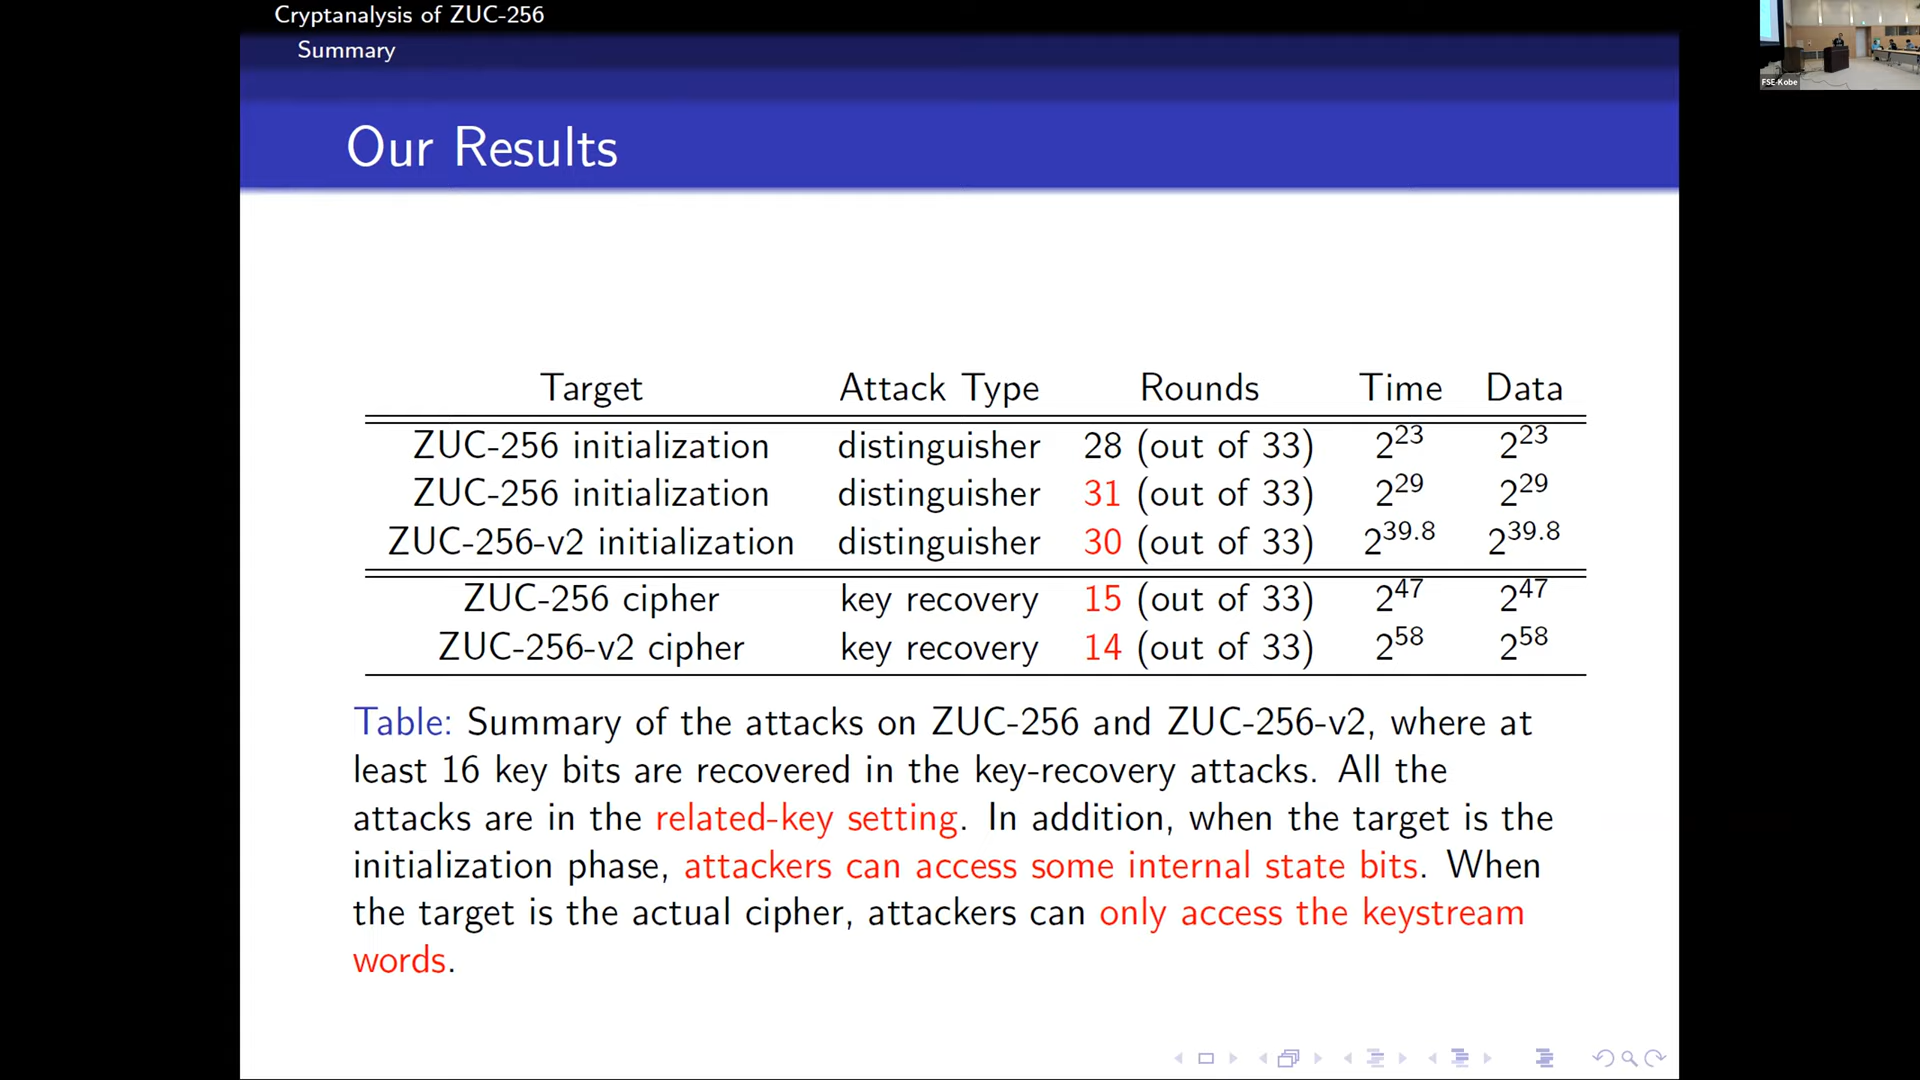 Cryptanalysis of ZUC-256
Summary
FSE-Kobe
Our Results
Target Attack Type Rounds Time Data
ZUC-256 initialization distinguisher 28 (out of 33) 2^23 2^23
ZUC-256 initialization distinguisher 31 (out of 33) 2^29 2^29
ZUC-256-v2 initialization distinguisher 30 (out of 33) 2^39.8 2^39.8
ZUC-256 cipher key recovery 15 (out of 33) 2^47 2^47
ZUC-256-v2 cipher key recovery 14 (out of 33) 2^58 2^58
Table: Summary of the attacks on ZUC-256 and ZUC-256-v2, where at
least 16 key bits are recovered in the key-recovery attacks. All the
attacks are in the related-key setting. In addition, when the target is the
initialization phase, attackers can access some internal state bits. When
the target is the actual cipher, attackers can only access the keystream
words.